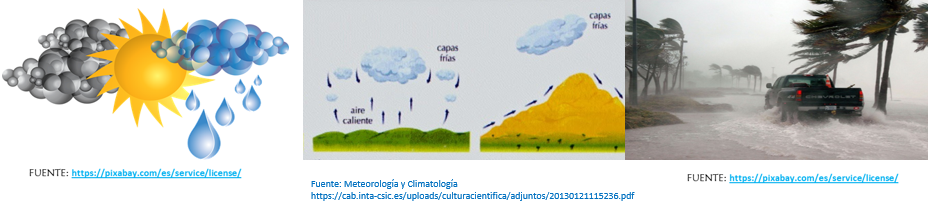 capas
frías
aire
caliente
capas
frías
CHEVROLET
FUENTE: https://pixabay.com/es/service/license/
Fuente: Meteorología y Climatología
https://cab.inta-csic.es/uploads/culturacientifica/adjuntos/20130121115236.pdf
FUENTE: https://pixabay.com/es/service/license/